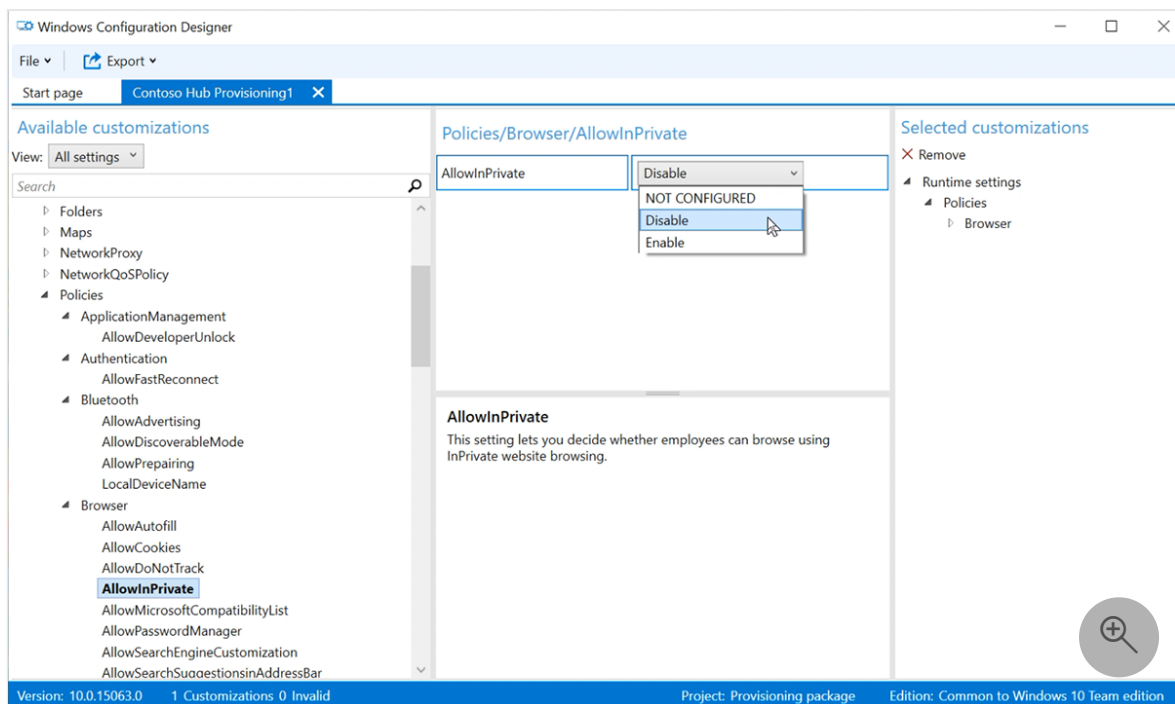 Windows Configuration Designer
File
Export
Start page
Contoso Hub Provisioning1
Available customizations
View: All settings
Search
Folders
Maps
NetworkProxy
NetworkQoSPolicy
Policies
ApplicationManagement
AllowDeveloperUnlock
Authentication
AllowFastReconnect
Bluetooth
AllowAdvertising
AllowDiscoverableMode
AllowPrepairing
LocalDeviceName
Browser
AllowAutofill
AllowCookies
AllowDoNotTrack
AllowInPrivate
AllowMicrosoftCompatibilityList
AllowPasswordManager
AllowSearchEngineCustomization
AllowSearchSuggestionsinAddressBar
Policies/Browser/AllowInPrivate
AllowInPrivate
Disable
NOT CONFIGURED
Disable
Enable
AllowInPrivate
This setting lets you decide whether employees can browse using
InPrivate website browsing.
Selected customizations
Remove
Runtime settings
Policies
Browser
Version: 10.0.15063.0 1 Customizations 0 Invalid
Project: Provisioning package
Edition: Common to Windows 10 Team edition